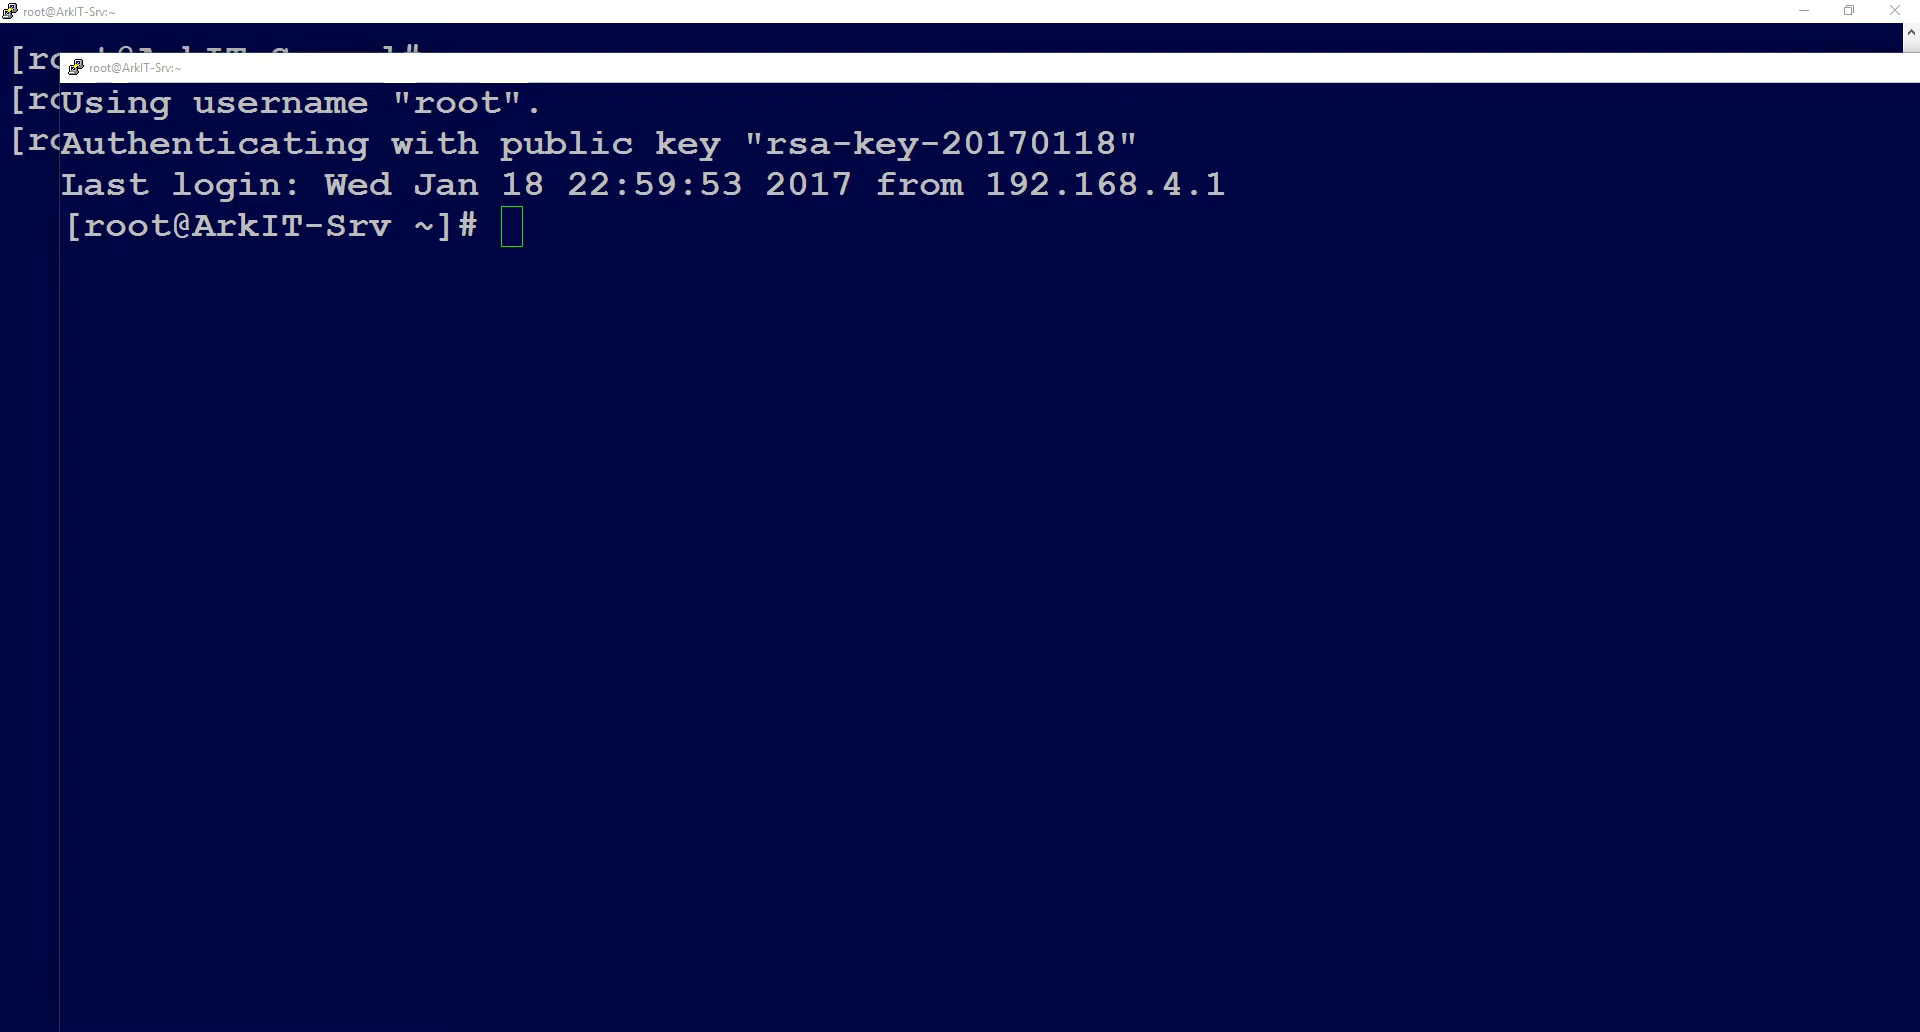 root@ArkIT-Srv:~
root@ArkIT-Srv:~
Using username "root".
Authenticating with public key "rsa-key-20170118"
Last login: Wed Jan 18 22:59:53 2017 from 192.168.4.1
[root@ArkIT-Srv ~]#